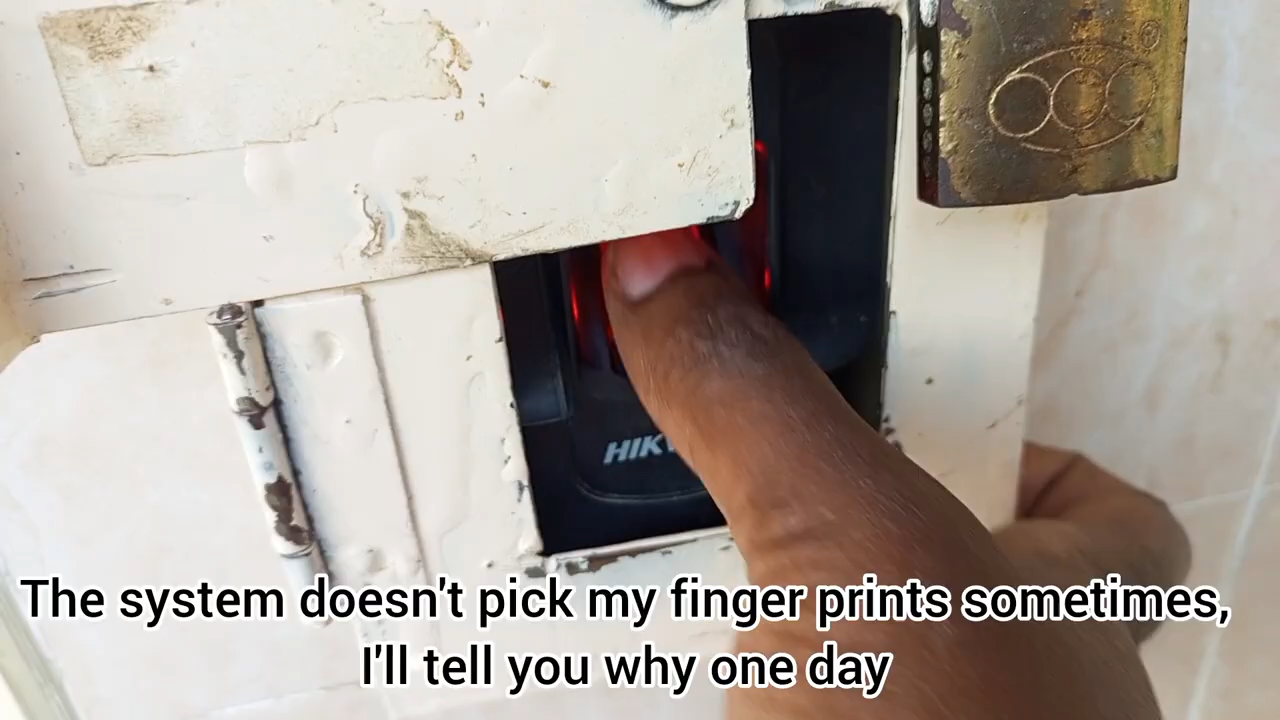 The system doesn't pick my finger prints sometimes,
I'll tell you why one day